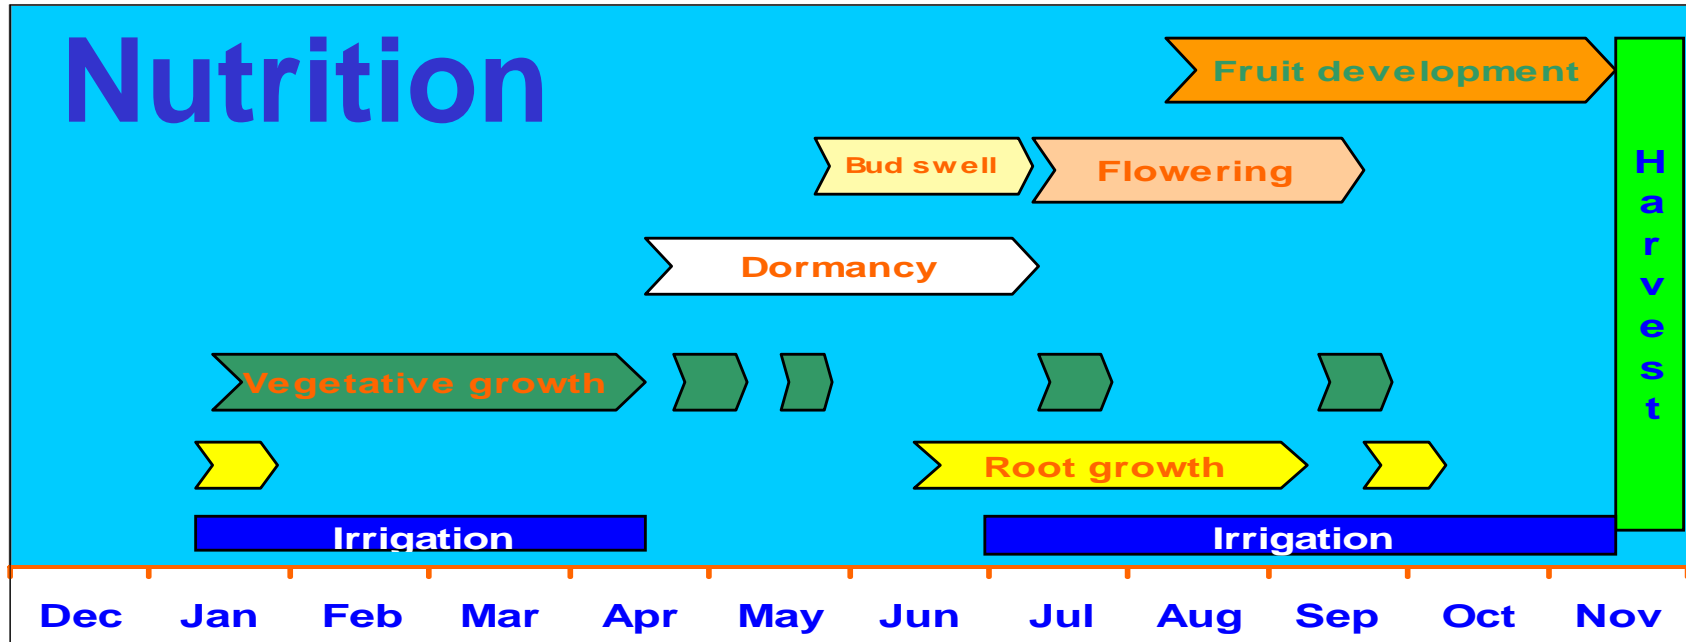 Nutrition
Fruit development
Bud swell
Flowering
Dormancy
Vegetative growth
Root growth
Irrigation
Irrigation
Harvest
Dec Jan Feb Mar Apr May Jun Jul Aug Sep Oct Nov